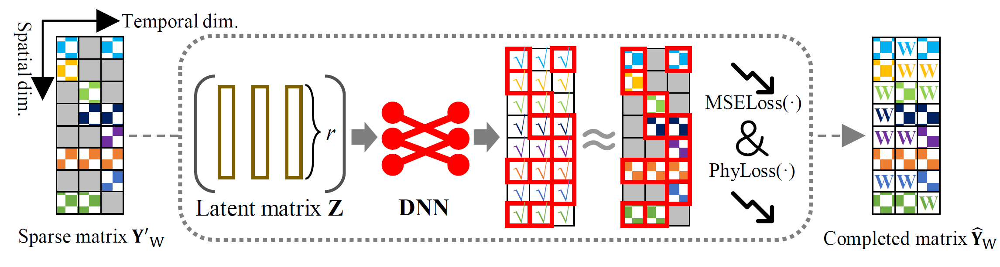 Temporal dim.
Spatial dim.
Sparse matrix Y′W
r
Latent matrix Z
DNN
√ √ √
√ √ √
√ √ √
√ √ √
√ √ √
√ √ √
√ √ √
√ √ √
≈
MSELoss(·)
&
PhyLoss(·)
W
W W
W W
W
W W
W W
W
Completed matrix ŶW